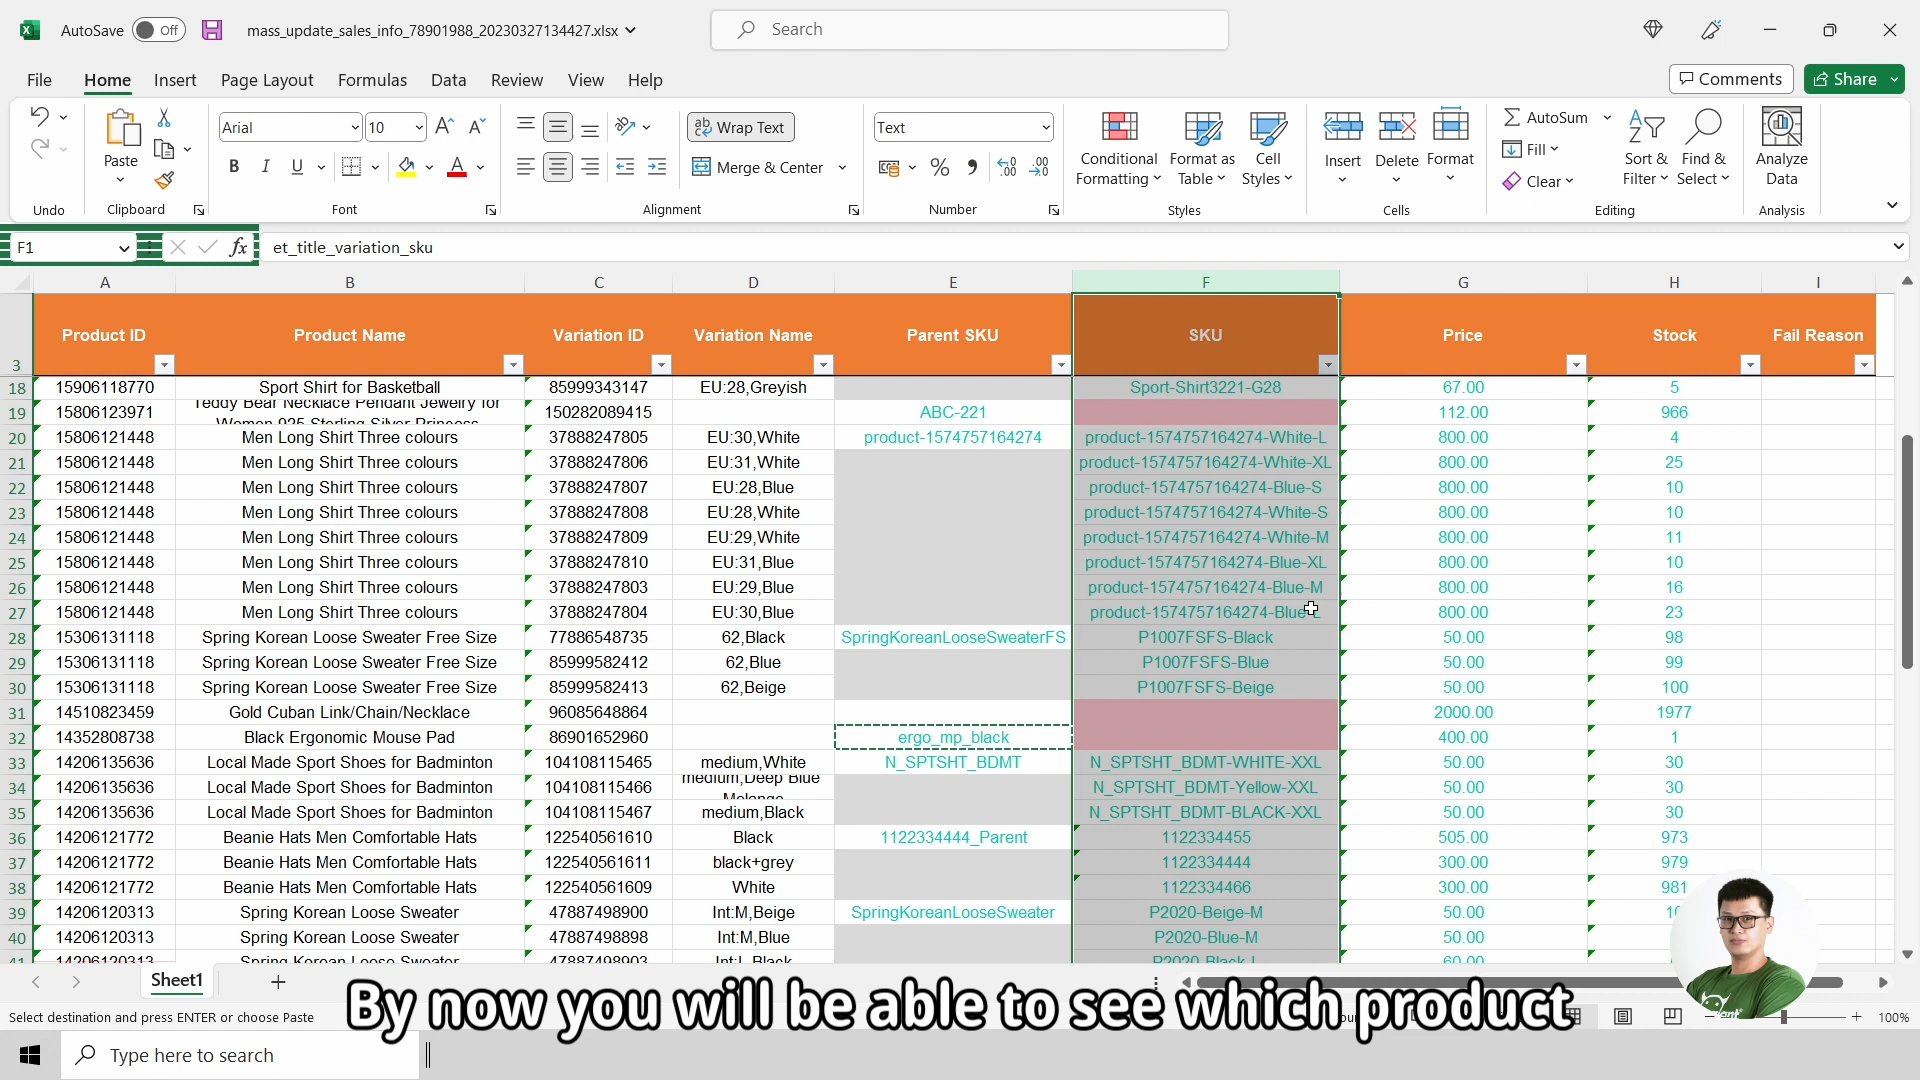 AutoSave Off mass_update_sales_info_78901988_20230327134427.xlsx Search
File Home Insert Page Layout Formulas Data Review View Help Comments Share
Arial 10 Wrap Text Text AutoSum
Paste B I U Merge & Center % Conditional Formatting Format as Table Cell Styles Insert Delete Format Fill Sort & Filter Find & Select Analyze Data
Clear
Undo Clipboard Font Alignment Number Styles Cells Editing Analysis
F1 fx et_title_variation_sku
A B C D E F G H I
3 Product ID Product Name Variation ID Variation Name Parent SKU SKU Price Stock Fail Reason
18 15906118770 Sport Shirt for Basketball 85999343147 EU:28,Greyish Sport-Shirt3221-G28 67.00 5
19 15806123971 Teddy Bear Necklace Pendant Jewelry for Women 925 Sterling Silver Princess 150282089415 ABC-221 112.00 966
20 15806121448 Men Long Shirt Three colours 37888247805 EU:30,White product-1574757164274 product-1574757164274-White-L 800.00 4
21 15806121448 Men Long Shirt Three colours 37888247806 EU:31,White product-1574757164274-White-XL 800.00 25
22 15806121448 Men Long Shirt Three colours 37888247807 EU:28,Blue product-1574757164274-Blue-S 800.00 10
23 15806121448 Men Long Shirt Three colours 37888247808 EU:28,White product-1574757164274-White-S 800.00 10
24 15806121448 Men Long Shirt Three colours 37888247809 EU:29,White product-1574757164274-White-M 800.00 11
25 15806121448 Men Long Shirt Three colours 37888247810 EU:31,Blue product-1574757164274-Blue-XL 800.00 10
26 15806121448 Men Long Shirt Three colours 37888247803 EU:29,Blue product-1574757164274-Blue-M 800.00 16
27 15806121448 Men Long Shirt Three colours 37888247804 EU:30,Blue product-1574757164274-Blue-L 800.00 23
28 15306131118 Spring Korean Loose Sweater Free Size 77886548735 62,Black SpringKoreanLooseSweaterFS P1007FSFS-Black 50.00 98
29 15306131118 Spring Korean Loose Sweater Free Size 85999582412 62,Blue P1007FSFS-Blue 50.00 99
30 15306131118 Spring Korean Loose Sweater Free Size 85999582413 62,Beige P1007FSFS-Beige 50.00 100
31 14510823459 Gold Cuban Link/Chain/Necklace 96085648864 2000.00 1977
32 14352808738 Black Ergonomic Mouse Pad 86901652960 ergo_mp_black 400.00 1
33 14206135636 Local Made Sport Shoes for Badminton 104108115465 medium,White N_SPTSHT_BDMT N_SPTSHT_BDMT-WHITE-XXL 50.00 30
34 14206135636 Local Made Sport Shoes for Badminton 104108115466 medium,Deep Blue Melange N_SPTSHT_BDMT-Yellow-XXL 50.00 30
35 14206135636 Local Made Sport Shoes for Badminton 104108115467 medium,Black N_SPTSHT_BDMT-BLACK-XXL 50.00 30
36 14206121772 Beanie Hats Men Comfortable Hats 122540561610 Black 1122334444_Parent 1122334455 505.00 973
37 14206121772 Beanie Hats Men Comfortable Hats 122540561611 black+grey 1122334444 300.00 979
38 14206121772 Beanie Hats Men Comfortable Hats 122540561609 White 1122334466 300.00 981
39 14206120313 Spring Korean Loose Sweater 47887498900 Int:M,Beige SpringKoreanLooseSweater P2020-Beige-M 50.00
40 14206120313 Spring Korean Loose Sweater 47887498898 Int:M,Blue P2020-Blue-M 50.00
41 14206120313 Spring Korean Loose Sweater 47887498903 Int:L,Black P2020-Black-L 60.00
Sheet1
By now you will be able to see which product
Select destination and press ENTER or choose Paste 100%
Type here to search